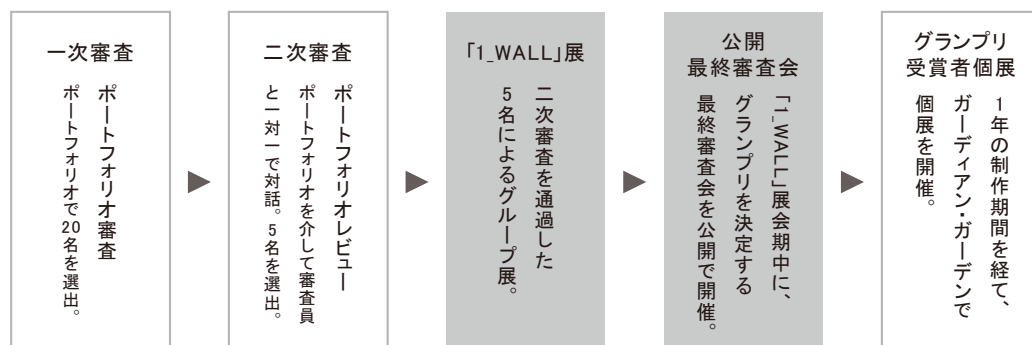 一次審査
ポートフォリオ審査
ポートフォリオで20名を選出。
二次審査
ポートフォリオレビュー
ポートフォリオを介して審査員
と一対一で対話。5名を選出。
「1_WALL」展
二次審査を通過した
5名によるグループ展。
公開
最終審査会
「1_WALL」展会期中に、
グランプリを決定する
最終審査会を公開で開催。
グランプリ
受賞者個展
1年の制作期間を経て、
ガーディアン・ガーデンで
個展を開催。